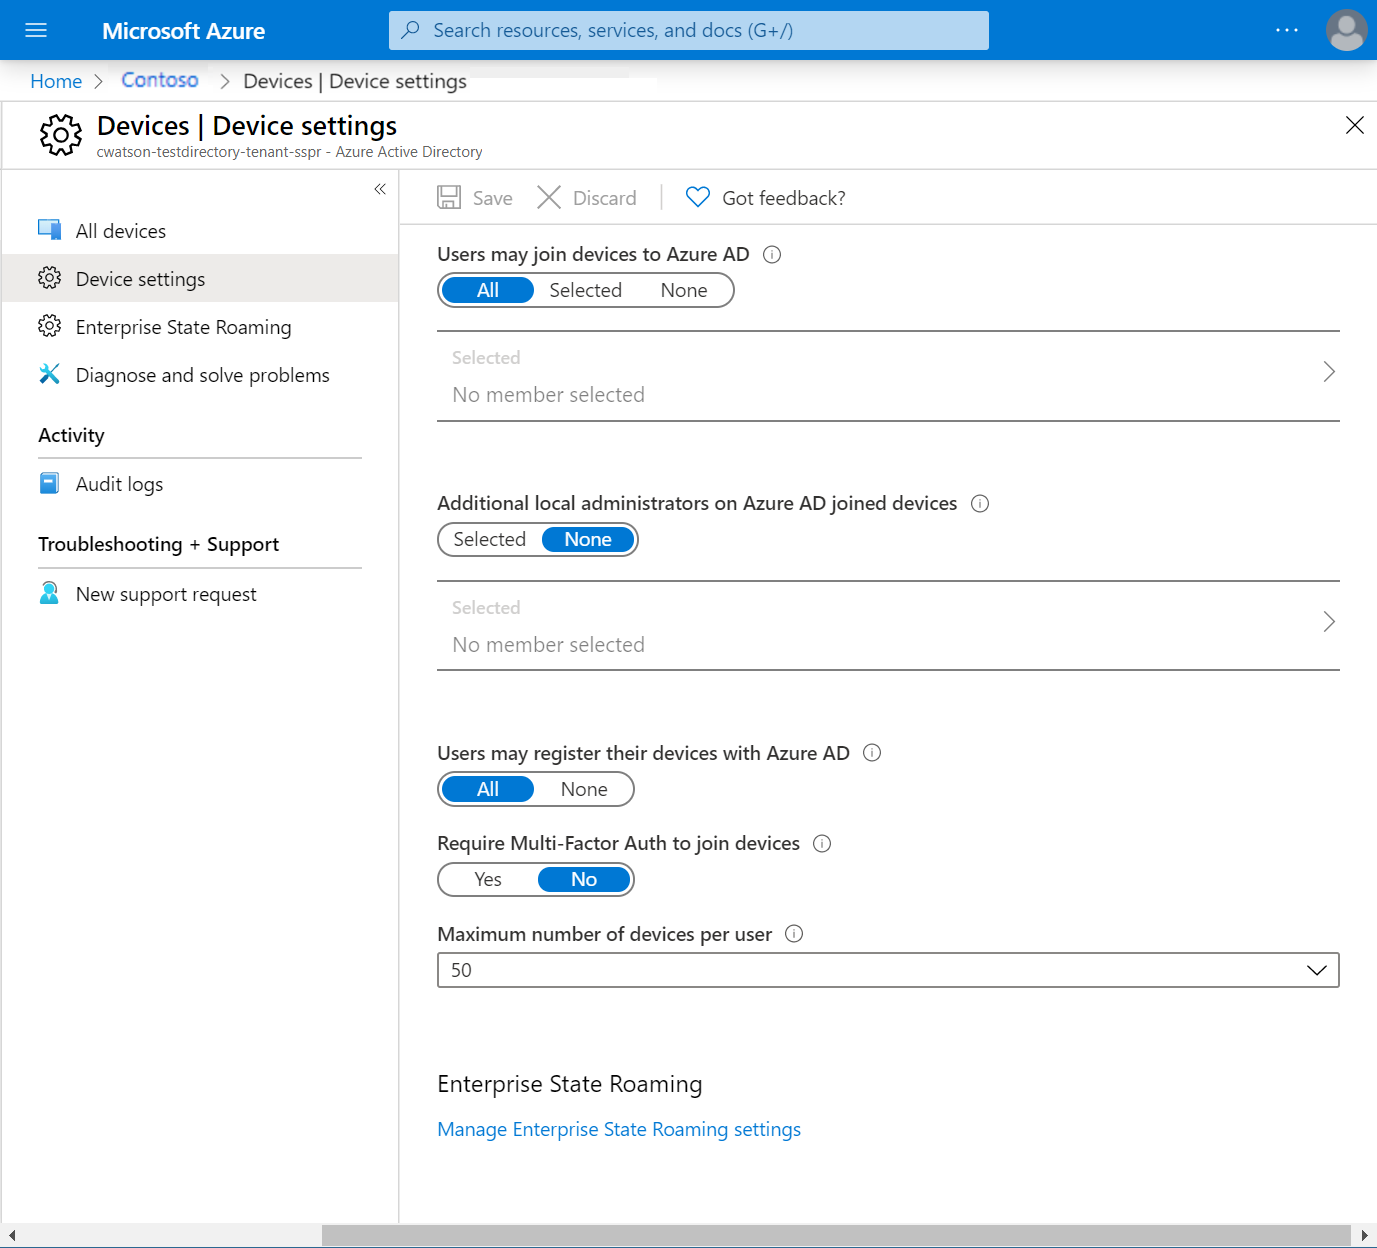 Microsoft Azure
Search resources, services, and docs (G+/)
Home > Contoso > Devices | Device settings
Devices | Device settings
cwatson-testdirectory-tenant-sspr - Azure Active Directory
All devices
Device settings
Enterprise State Roaming
Diagnose and solve problems
Activity
Audit logs
Troubleshooting + Support
New support request
Save Discard Got feedback?
Users may join devices to Azure AD
All Selected None
Selected
No member selected
Additional local administrators on Azure AD joined devices
Selected None
Selected
No member selected
Users may register their devices with Azure AD
All None
Require Multi-Factor Auth to join devices
Yes No
Maximum number of devices per user
50
Enterprise State Roaming
Manage Enterprise State Roaming settings